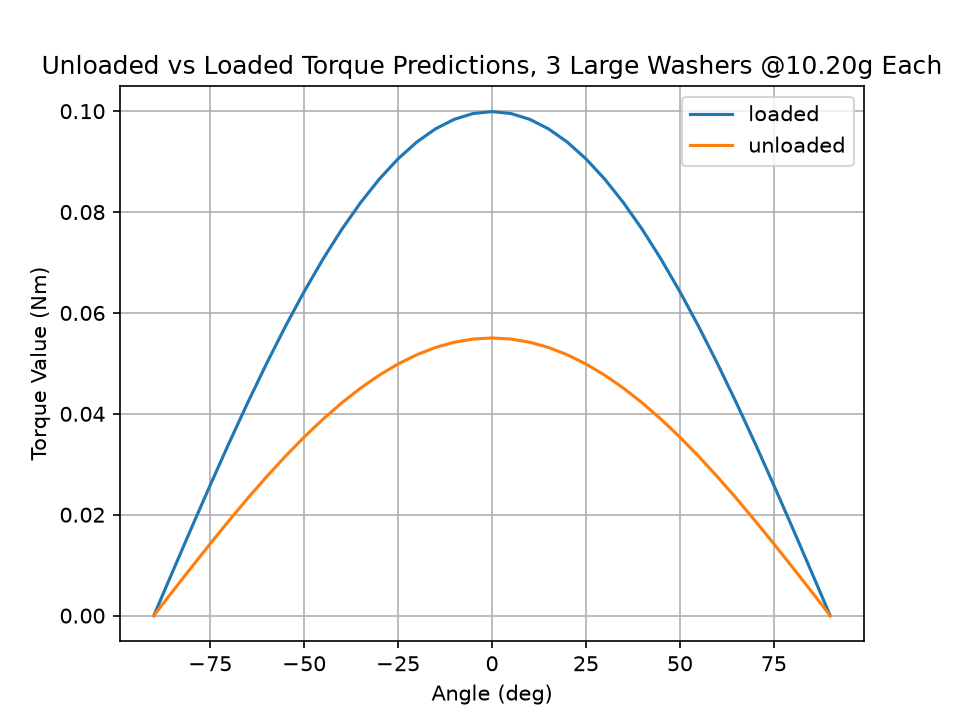 Unloaded vs Loaded Torque Predictions, 3 Large Washers @10.20g Each
loaded
unloaded
0.10
0.08
0.06
0.04
0.02
0.00
Torque Value (Nm)
−75
−50
−25
0
25
50
75
Angle (deg)